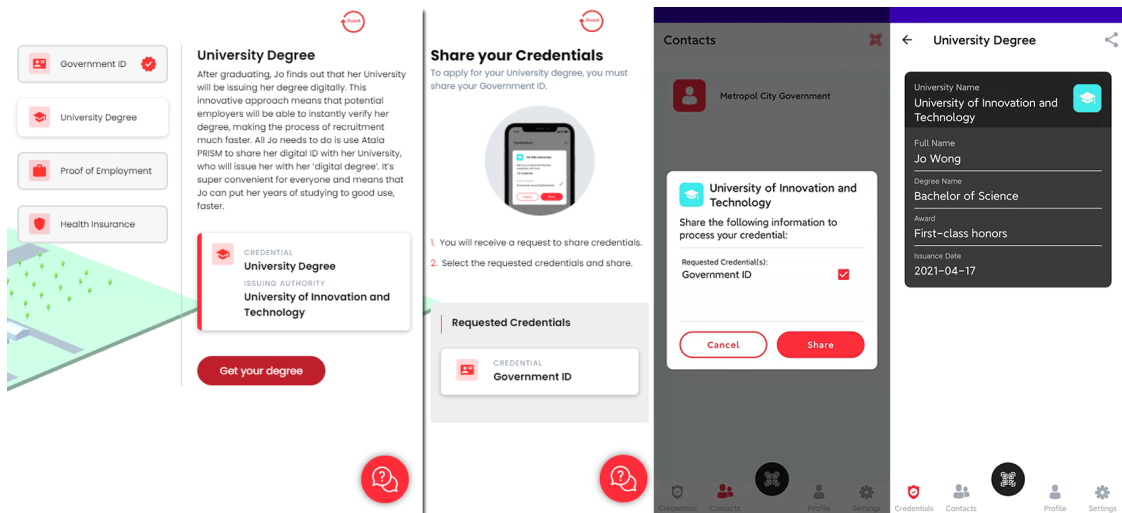 Reset
Government ID
University Degree
Proof of Employment
Health Insurance
University Degree
After graduating, Jo finds out that her University
will be issuing her degree digitally. This
innovative approach means that potential
employers will be able to instantly verify her
degree, making the process of recruitment
much faster. All Jo needs to do is use Atala
PRISM to share her digital ID with her University,
who will issue her with her 'digital degree'. It's
super convenient for everyone and means that
Jo can put her years of studying to good use,
faster.
CREDENTIAL
University Degree
ISSUING AUTHORITY
University of Innovation and
Technology
Get your degree
Reset
Share your Credentials
To apply for your University degree, you must
share your Government ID.
1. You will receive a request to share credentials.
2. Select the requested credentials and share.
Requested Credentials
CREDENTIAL
Government ID
Contacts
Metropol City Government
University of Innovation and
Technology
Share the following information to
process your credential:
Requested Credential(s):
Government ID
Cancel
Share
Credentials
Contacts
Profile
Settings
University Degree
University Name
University of Innovation and
Technology
Full Name
Jo Wong
Degree Name
Bachelor of Science
Award
First-class honors
Issuance Date
2021-04-17
Credentials
Contacts
Profile
Settings